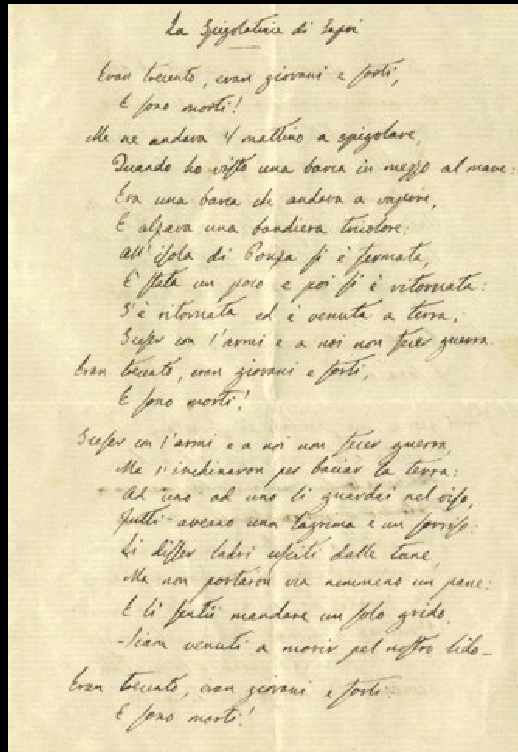 La Spigolatrice di Sapri
Eran trecento, eran giovani e forti,
E sono morti!
Me ne andava il mattino a spigolare,
Quando ho visto una barca in mezzo al mare:
Era una barca che andava a vapore,
E alzava una bandiera tricolore:
All'isola di Ponza si è fermata,
E' stata un poco e poi si è ritornata:
S'è ritornata ed è venuta a terra;
Sceser con l'armi e a noi non fecer guerra.
Eran trecento, eran giovani e forti,
E sono morti!
Sceser con l'armi e a noi non fecer guerra,
Ma s'inchinaron per baciar la terra:
Ad uno ad uno li guardai nel viso,
Tutti aveano una lagrima e un sorriso.
Li disser ladri usciti dalle tane,
Ma non portaron via nemmeno un pane:
E li sentii mandare un solo grido,
-Siam venuti a morir pel nostro lido-
Eran trecento, eran giovani e forti.
E sono morti!